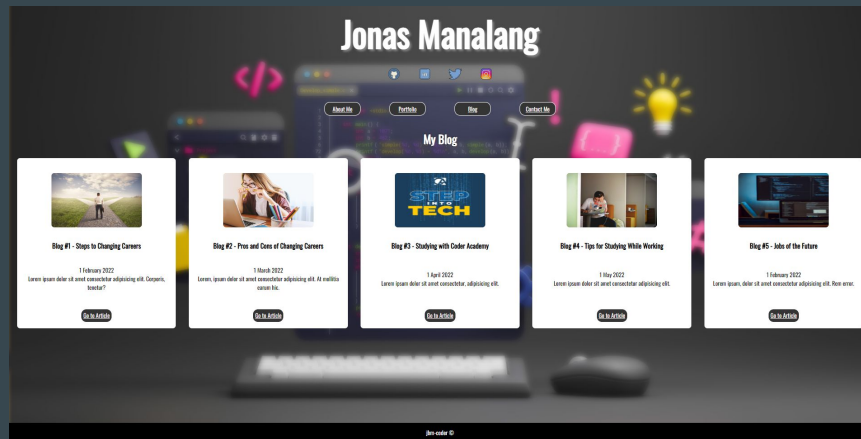 Jonas Manalang
About Me
Portfolio
Blog
Contact Me
My Blog
Blog #1 - Steps to Changing Careers
1 February 2022
Lorem ipsum dolor sit amet consectetur adipisicing elit. Corporis,
tenetur?
Go to Article
Blog #2 - Pros and Cons of Changing Careers
1 March 2022
Lorem, ipsum dolor sit amet consectetur adipisicing elit. At mollitia
earum hic.
Go to Article
STEP
INTO
TECH
Blog #3 - Studying with Coder Academy
1 April 2022
Lorem ipsum dolor sit amet consectetur, adipisicing elit.
Go to Article
Blog #4 - Tips for Studying While Working
1 May 2022
Lorem ipsum dolor sit amet consectetur adipisicing elit.
Go to Article
Blog #5 - Jobs of the Future
1 February 2022
Lorem ipsum, dolor sit amet consectetur adipisicing elit. Rem error.
Go to Article
jbm-coder ©